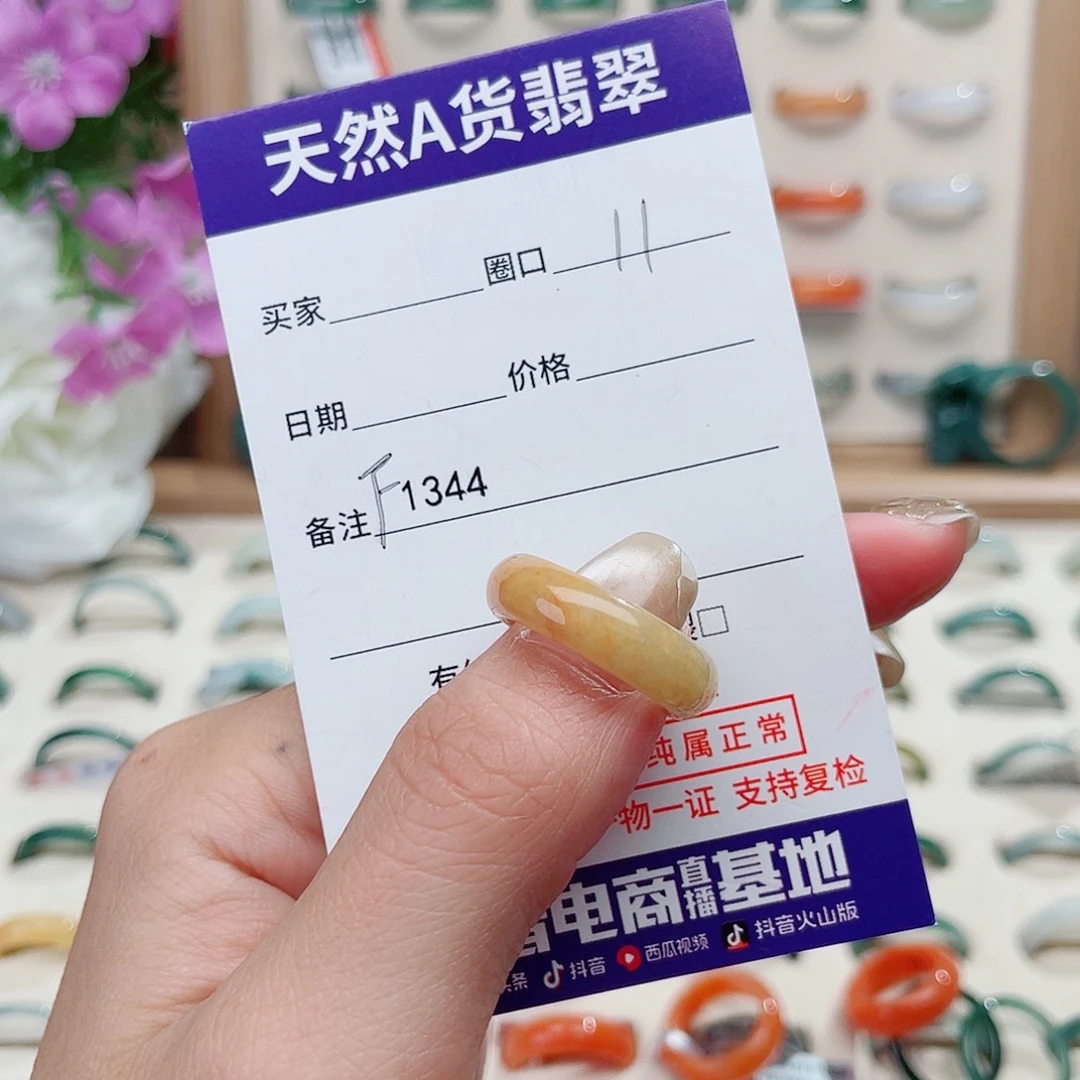 天然A货翡翠
买家 圈口 11
日期 价格
备注 F1344
纯属正常
物一证 支持复检
电商直播基地
抖音 西瓜视频 抖音火山版